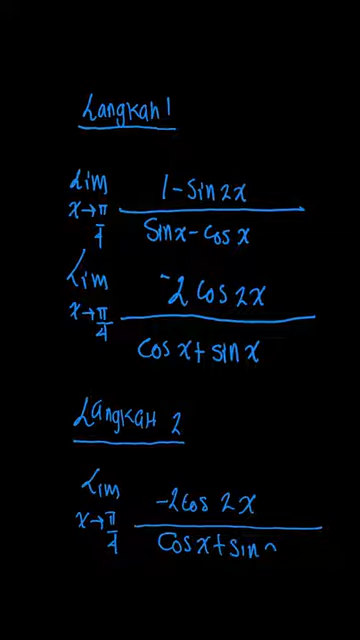 Langkah 1
Lim x→π/4 (1 - Sin 2x)/(Sin x - Cos x)
Lim x→π/4 (-2 Cos 2x)/(Cos x + Sin x)
Langkah 2
Lim x→π/4 (-2 Cos 2x)/(Cos x + Sin